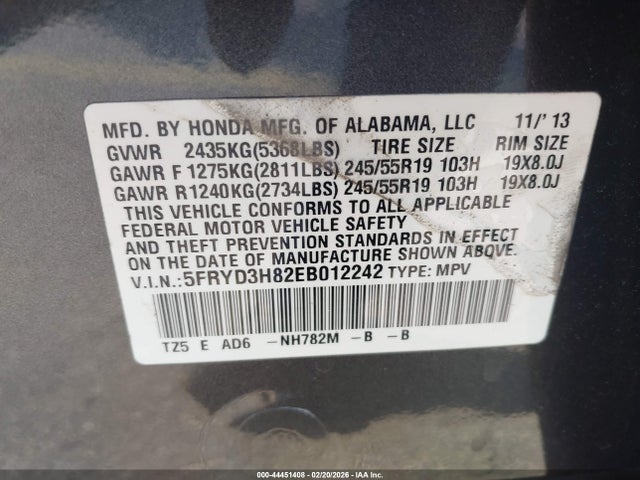 MFD. BY HONDA MFG. OF ALABAMA, LLC 11/'13
GVWR 2435KG(5368LBS) TIRE SIZE RIM SIZE
GAWR F 1275KG(2811LBS) 245/55R19 103H 19X8.0J
GAWR R 1240KG(2734LBS) 245/55R19 103H 19X8.0J
THIS VEHICLE CONFORMS TO ALL APPLICABLE
FEDERAL MOTOR VEHICLE SAFETY
AND THEFT PREVENTION STANDARDS IN EFFECT
ON THE DATE OF MANUFACTURE SHOWN ABOVE.
V.I.N.:5FRYD3H82EB012242 TYPE: MPV
TZ5 E AD6 -NH782M -B -B
000-44451408 - 02/20/2026 - IAA Inc.